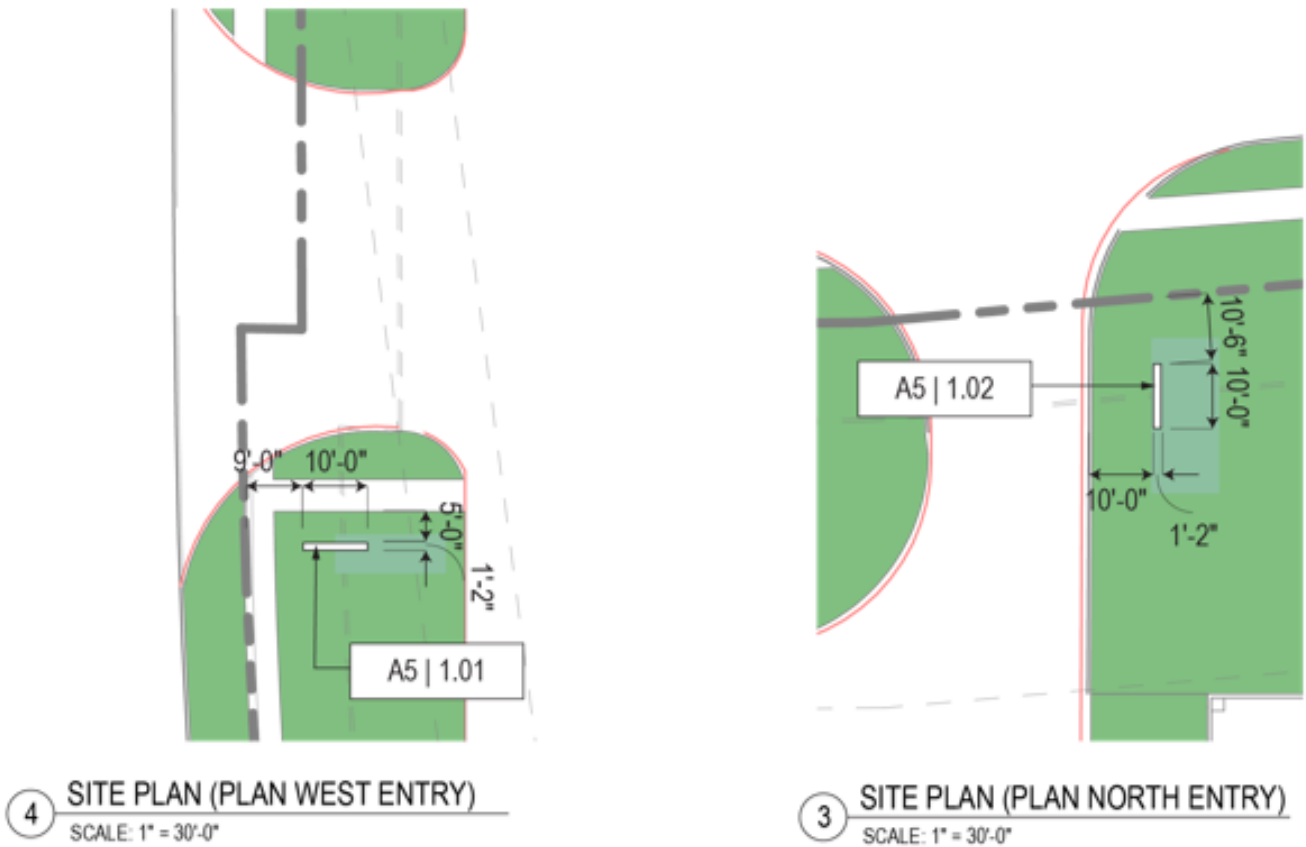 9'-0" 10'-0"
5'-0"
1'-2"
A5 | 1.01
4 SITE PLAN (PLAN WEST ENTRY)
SCALE: 1" = 30'-0"
10'-6"
A5 | 1.02
10'-0"
10'-0"
1'-2"
3 SITE PLAN (PLAN NORTH ENTRY)
SCALE: 1" = 30'-0"